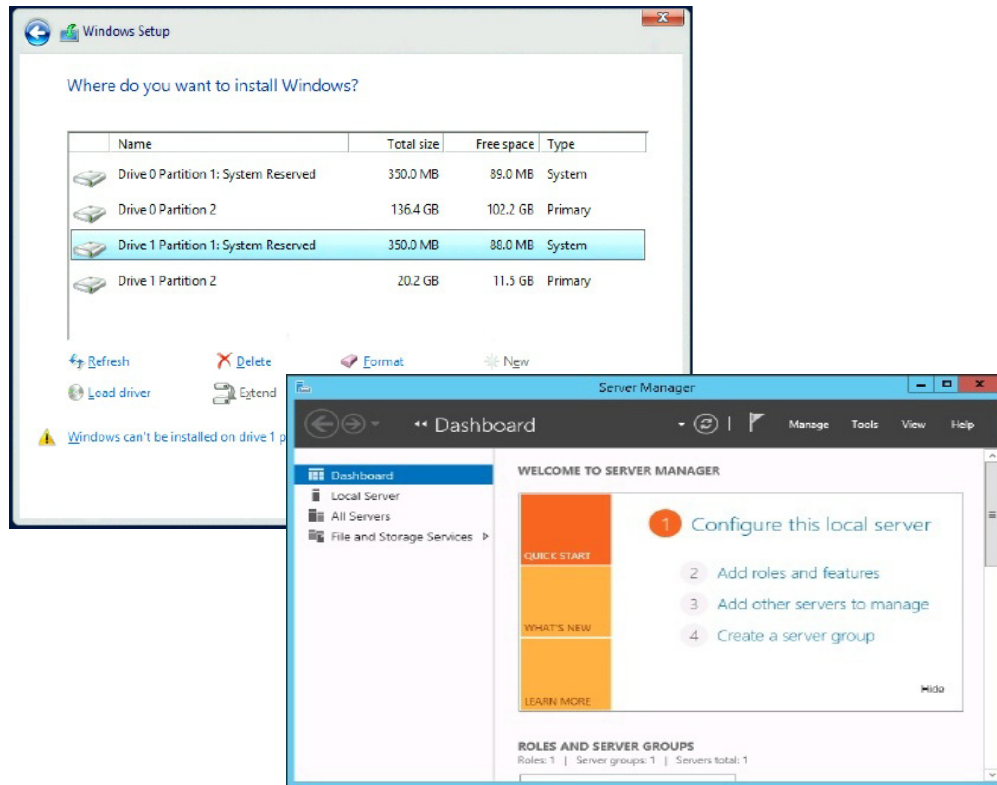 Windows Setup
Where do you want to install Windows?
Name Total size Free space Type
Drive 0 Partition 1: System Reserved 350.0 MB 89.0 MB System
Drive 0 Partition 2 136.4 GB 102.2 GB Primary
Drive 1 Partition 1: System Reserved 350.0 MB 88.0 MB System
Drive 1 Partition 2 20.2 GB 11.5 GB Primary
Refresh Delete Format New
Load driver Extend
Windows can't be installed on drive 1 p
Server Manager
Dashboard Manage Tools View Help
Dashboard
Local Server
All Servers
File and Storage Services
WELCOME TO SERVER MANAGER
QUICK START
WHAT'S NEW
LEARN MORE
1 Configure this local server
2 Add roles and features
3 Add other servers to manage
4 Create a server group
Hide
ROLES AND SERVER GROUPS
Roles: 1 | Server groups: 1 | Servers total: 1